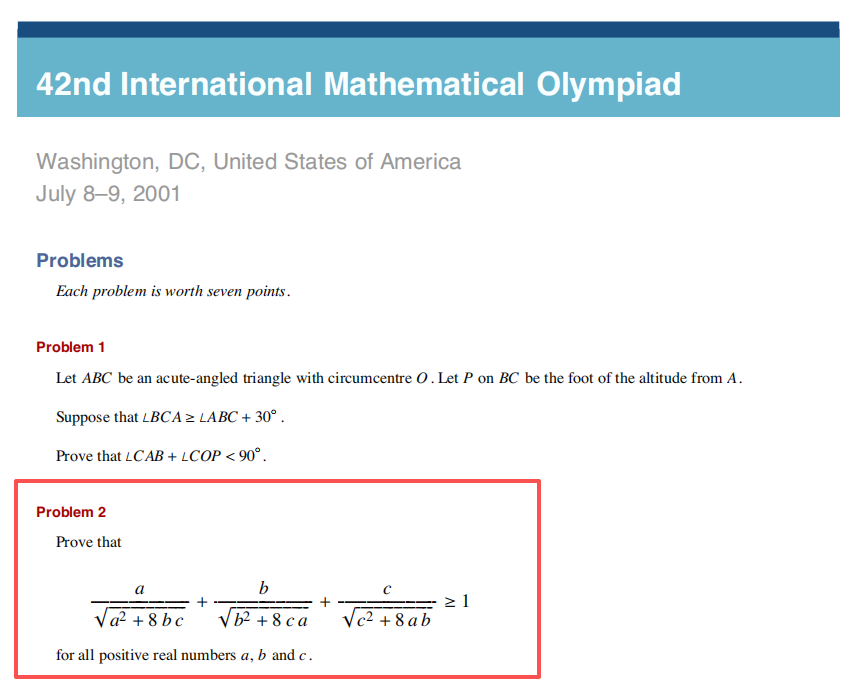 42nd International Mathematical Olympiad
Washington, DC, United States of America
July 8–9, 2001
Problems
Each problem is worth seven points.
Problem 1
Let ABC be an acute-angled triangle with circumcentre O. Let P on BC be the foot of the altitude from A.
Suppose that ∠BCA ≥ ∠ABC + 30°.
Prove that ∠CAB + ∠COP < 90°.
Problem 2
Prove that
a/√(a² + 8 b c) + b/√(b² + 8 c a) + c/√(c² + 8 a b) ≥ 1
for all positive real numbers a, b and c.